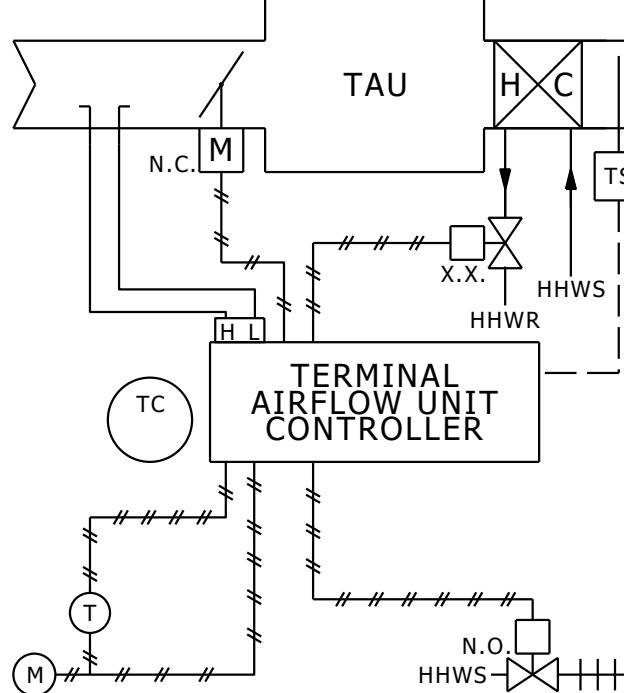 TAU
H C
M
N.C.
TS
X.X.
HHWS
HHWR
H L
TERMINAL
AIRFLOW UNIT
CONTROLLER
TC
T
N.O.
M
HHWS